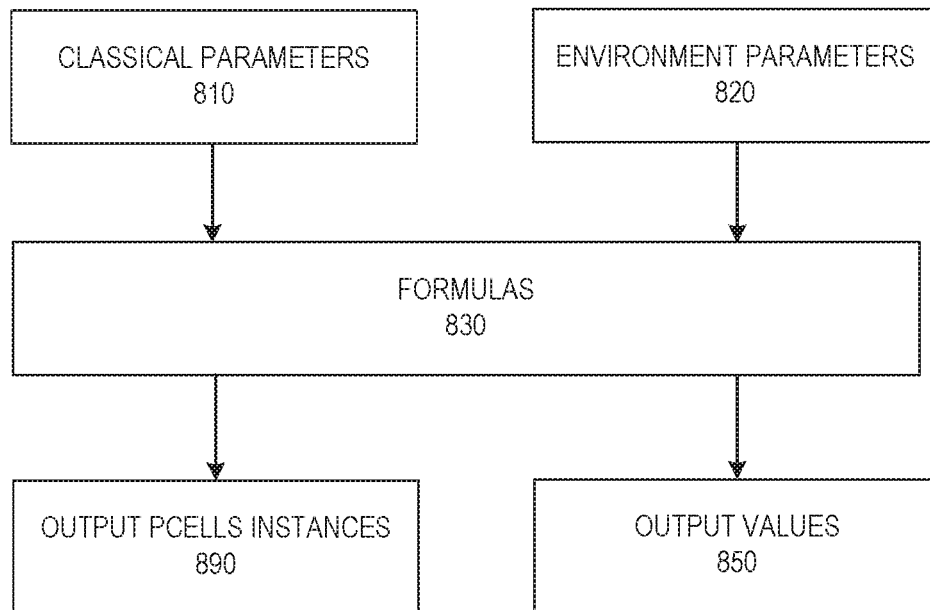 CLASSICAL PARAMETERS
810
ENVIRONMENT PARAMETERS
820
FORMULAS
830
OUTPUT PCELLS INSTANCES
890
OUTPUT VALUES
850